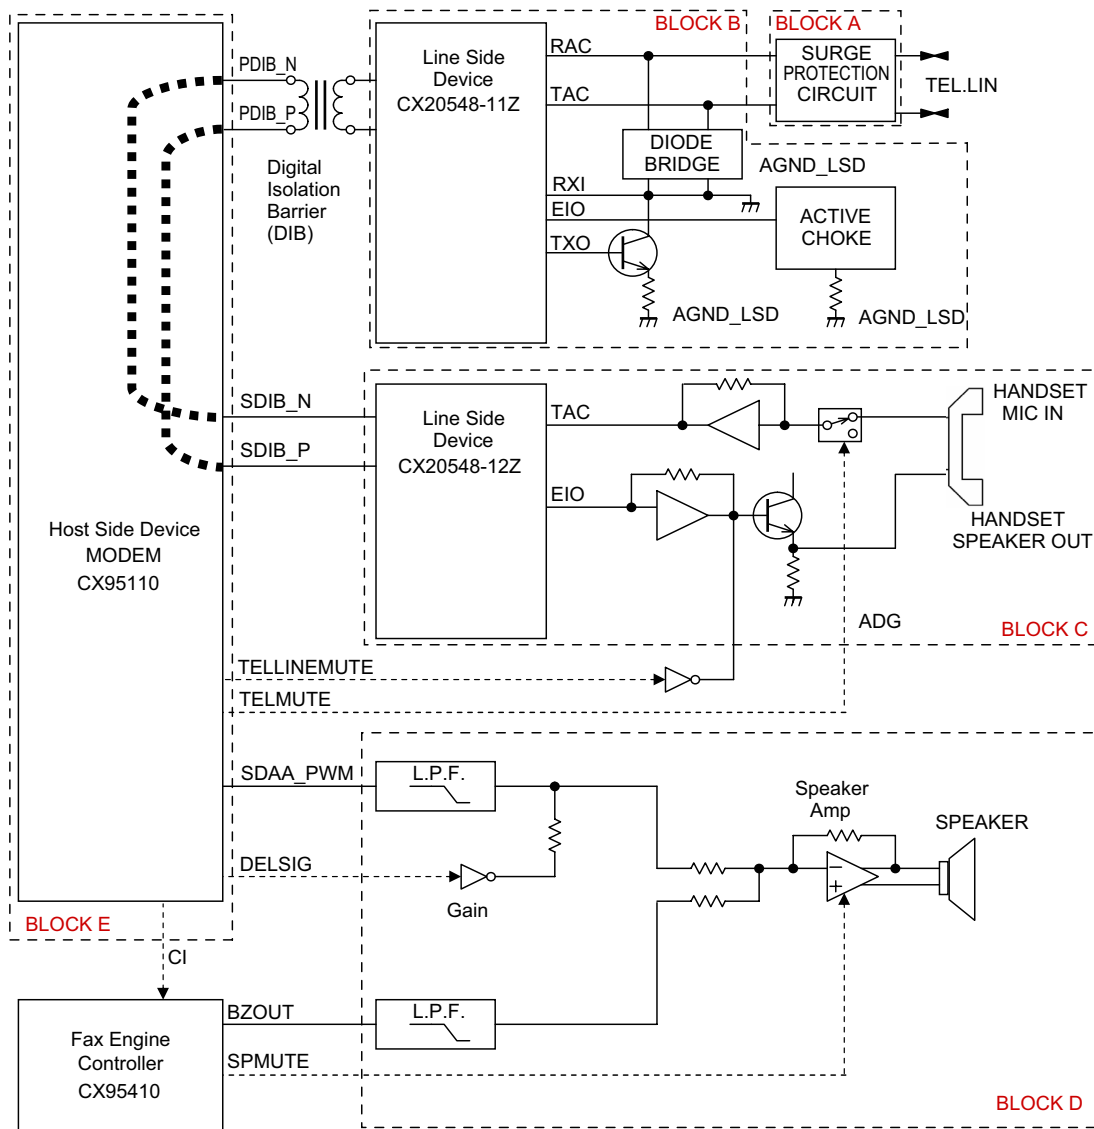 BLOCK B
BLOCK A
PDIB_N
PDIB_P
Digital
Isolation
Barrier
(DIB)
Line Side
Device
CX20548-11Z
RAC
TAC
RXI
EIO
TXO
SURGE
PROTECTION
CIRCUIT
TEL.LIN
DIODE
BRIDGE
AGND_LSD
ACTIVE
CHOKE
AGND_LSD
AGND_LSD
SDIB_N
SDIB_P
Line Side
Device
CX20548-12Z
TAC
EIO
HANDSET
MIC IN
HANDSET
SPEAKER OUT
Host Side Device
MODEM
CX95110
ADG
BLOCK C
TELLINEMUTE
TELMUTE
SDAA_PWM
L.P.F.
DELSIG
Gain
Speaker
Amp
SPEAKER
-
+
BLOCK E
CI
Fax Engine
Controller
CX95410
BZOUT
L.P.F.
SPMUTE
BLOCK D